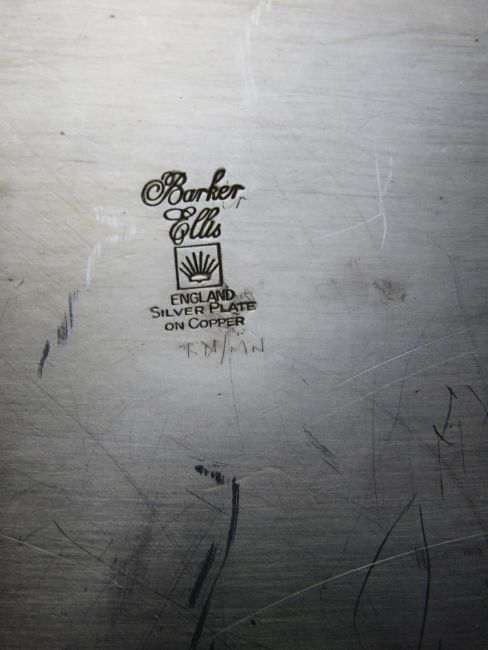 Barker
Ellis
ENGLAND
SILVER PLATE
ON COPPER